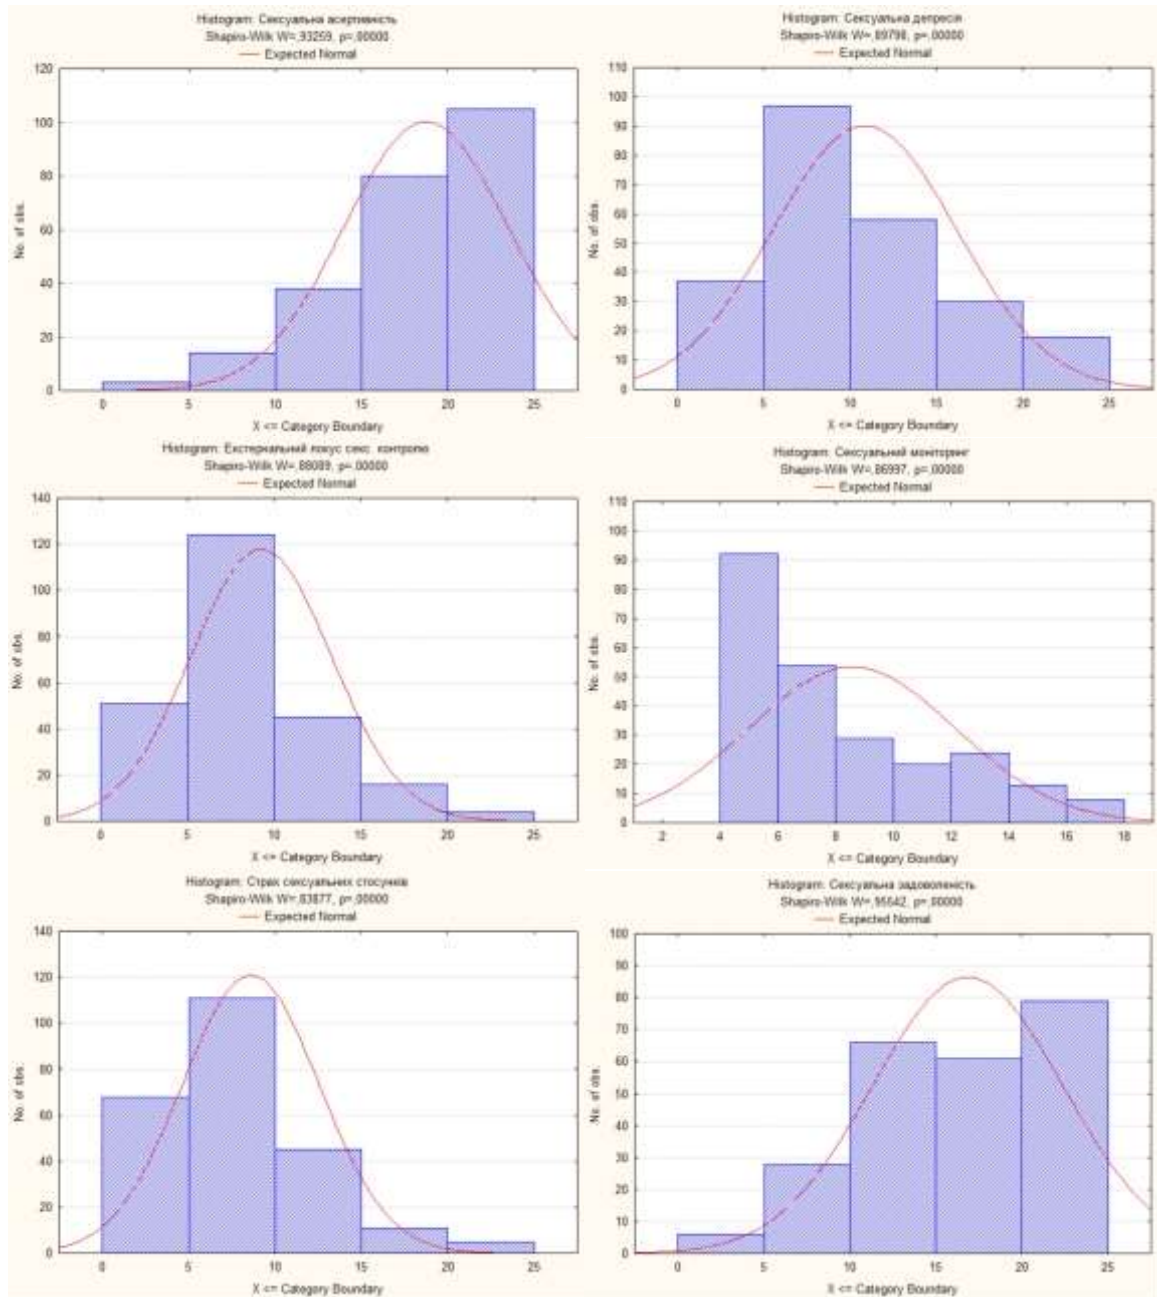 Histogram: Сексуальна асертивність
Shapiro-Wilk W=,93259, p=,00000
Expected Normal
No. of obs.
120
100
80
60
40
20
0
0 5 10 15 20 25
X <= Category Boundary
Histogram: Сексуальна депресія
Shapiro-Wilk W=,89798, p=,00000
Expected Normal
No. of obs.
110
100
90
80
70
60
50
40
30
20
10
0
0 5 10 15 20 25
X <= Category Boundary
Histogram: Екстернальний локус секс. контролю
Shapiro-Wilk W=,88089, p=,00000
Expected Normal
No. of obs.
140
120
100
80
60
40
20
0
0 5 10 15 20 25
X <= Category Boundary
Histogram: Сексуальний моніторинг
Shapiro-Wilk W=,86997, p=,00000
Expected Normal
No. of obs.
110
100
90
80
70
60
50
40
30
20
10
0
2 4 6 8 10 12 14 16 18
X <= Category Boundary
Histogram: Страх сексуальних стосунків
Shapiro-Wilk W=,83877, p=,00000
Expected Normal
No. of obs.
140
120
100
80
60
40
20
0
0 5 10 15 20 25
X <= Category Boundary
Histogram: Сексуальна задоволеність
Shapiro-Wilk W=,95542, p=,00000
Expected Normal
No. of obs.
100
90
80
70
60
50
40
30
20
10
0
0 5 10 15 20 25
X <= Category Boundary